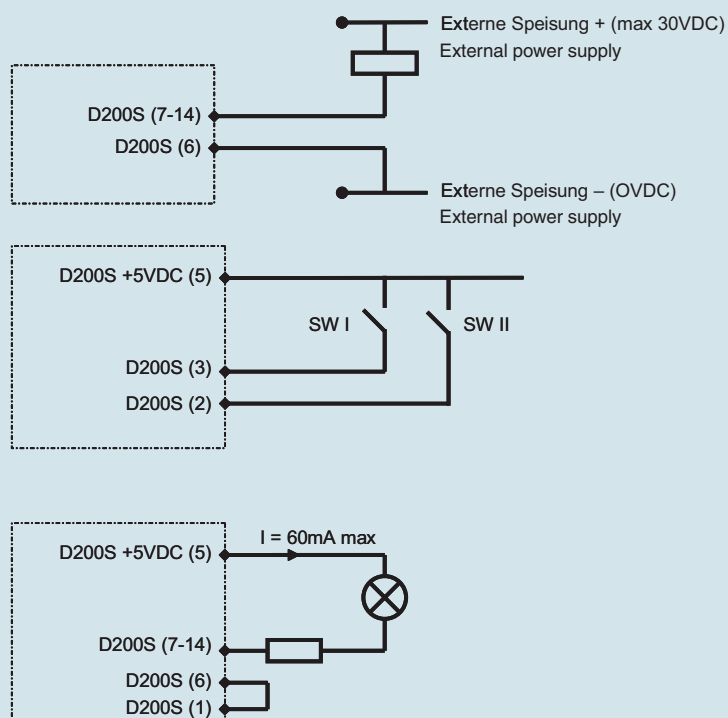 Externe Speisung + (max 30VDC)
External power supply
D200S (7-14)
D200S (6)
Externe Speisung – (OVDC)
External power supply
D200S +5VDC (5)
SW I
SW II
D200S (3)
D200S (2)
I = 60mA max
D200S +5VDC (5)
D200S (7-14)
D200S (6)
D200S (1)